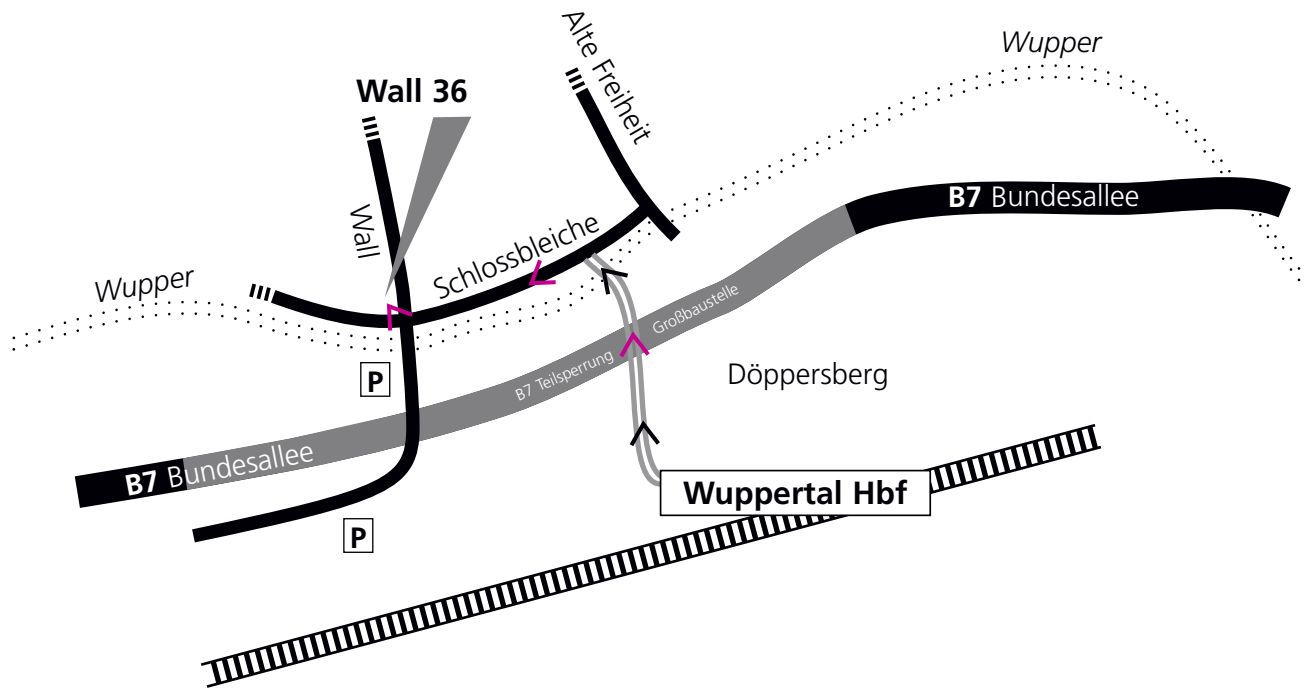 Alte Freiheit
Wupper
Wall 36
B7 Bundesallee
Wall
Schlossbleiche
Wupper
Großbaustelle
B7 Teilsperrung
P
Döppersberg
B7 Bundesallee
Wuppertal Hbf
P